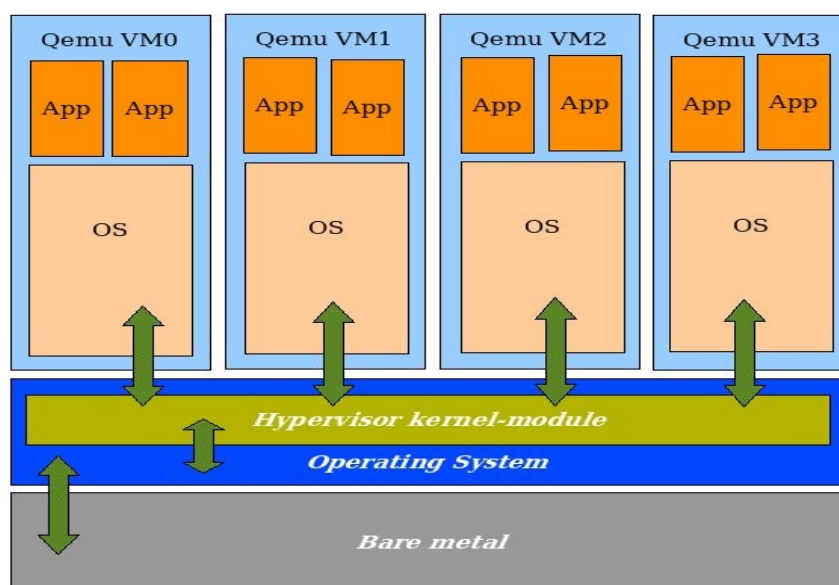 Qemu VM0
Qemu VM1
Qemu VM2
Qemu VM3
App
App
App
App
App
App
App
App
OS
OS
OS
OS
Hypervisor kernel-module
Operating System
Bare metal